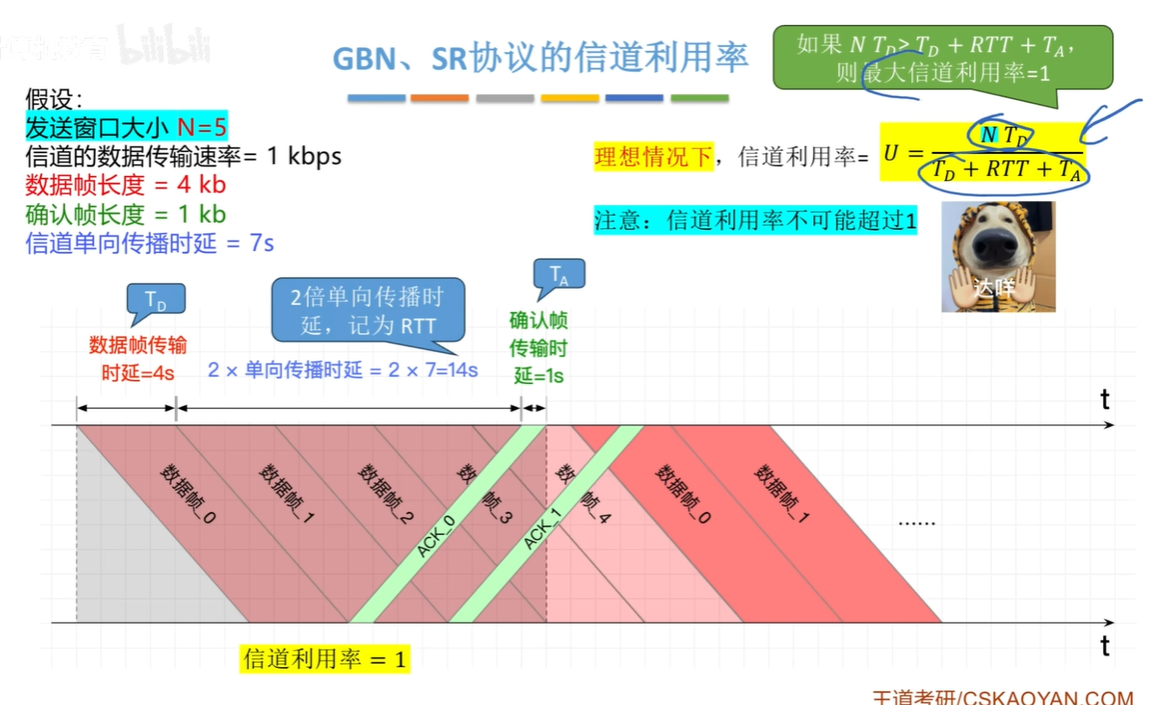 bilibili
GBN、SR协议的信道利用率
如果 N T_D > T_D + RTT + T_A，
则最大信道利用率=1
假设：
发送窗口大小 N=5
信道的数据传输速率= 1 kbps
数据帧长度 = 4 kb
确认帧长度 = 1 kb
信道单向传播时延 = 7s
理想情况下，信道利用率= U = N T_D / (T_D + RTT + T_A)
注意：信道利用率不可能超过1
达咩
T_D
数据帧传输
时延=4s
2倍单向传播时
延，记为 RTT
2 × 单向传播时延 = 2 × 7=14s
T_A
确认帧
传输时
延=1s
t
数据帧_0
数据帧_1
数据帧_2
数据帧_3
数据帧_4
数据帧_0
数据帧_1
ACK_0
ACK_1
……
t
信道利用率 = 1
王道考研/CSKAOYAN.COM